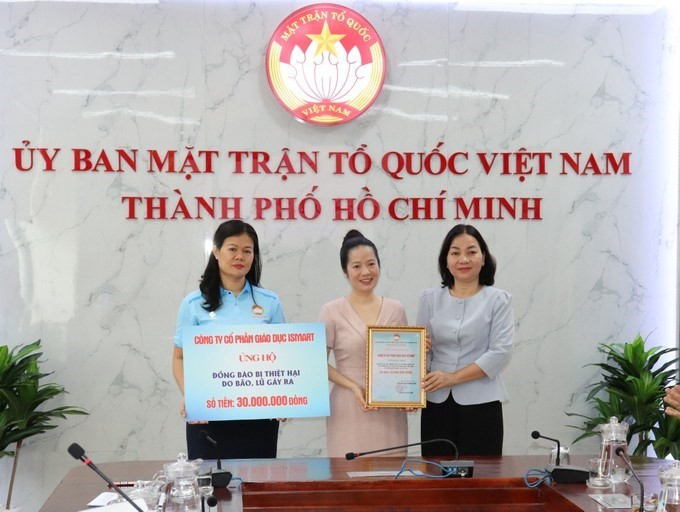 MẶT TRẬN TỔ QUỐC
VIỆT NAM
ỦY BAN MẶT TRẬN TỔ QUỐC VIỆT NAM
THÀNH PHỐ HỒ CHÍ MINH
CÔNG TY CỔ PHẦN GIÁO DỤC ISMART
ỦNG HỘ
ĐỒNG BÀO BỊ THIỆT HẠI
DO BÃO, LŨ GÂY RA
SỐ TIỀN: 30.000.000 ĐỒNG